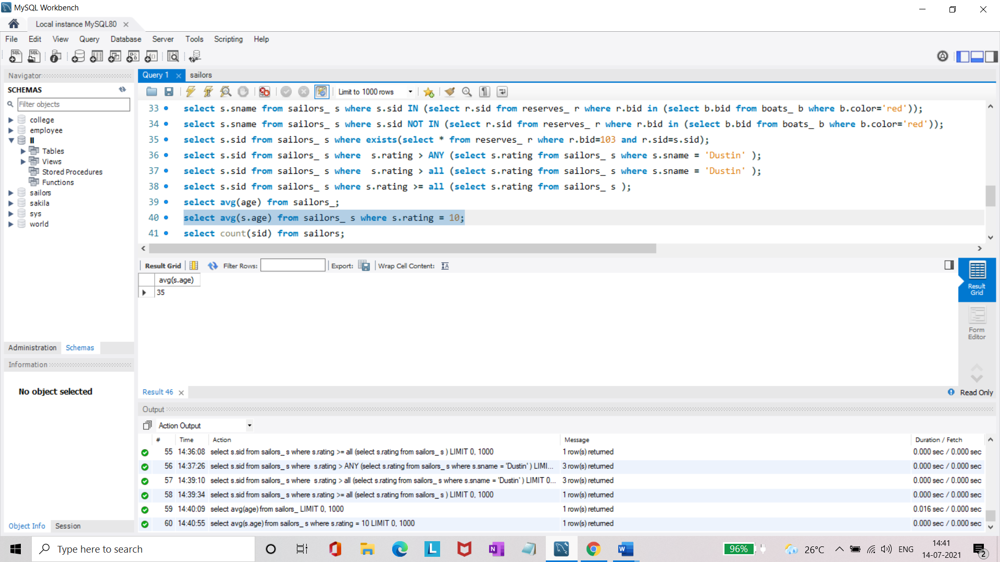 MySQL Workbench
Local instance MySQL80
File Edit View Query Database Server Tools Scripting Help
Navigator
SCHEMAS
Filter objects
college
employee
ll
Tables
Views
Stored Procedures
Functions
sailors
sakila
sys
world
Administration Schemas
Information
No object selected
Object Info Session
Query 1 sailors
Limit to 1000 rows
33 select s.sname from sailors_ s where s.sid IN (select r.sid from reserves_ r where r.bid in (select b.bid from boats_ b where b.color='red'));
34 select s.sname from sailors_ s where s.sid NOT IN (select r.sid from reserves_ r where r.bid in (select b.bid from boats_ b where b.color='red'));
35 select s.sid from sailors_ s where exists(select * from reserves_ r where r.bid=103 and r.sid=s.sid);
36 select s.sid from sailors_ s where  s.rating > ANY (select s.rating from sailors_ s where s.sname = 'Dustin' );
37 select s.sid from sailors_ s where  s.rating > all (select s.rating from sailors_ s where s.sname = 'Dustin' );
38 select s.sid from sailors_ s where s.rating >= all (select s.rating from sailors_ s );
39 select avg(age) from sailors_;
40 select avg(s.age) from sailors_ s where s.rating = 10;
41 select count(sid) from sailors;
Result Grid Filter Rows: Export: Wrap Cell Content:
avg(s.age)
35
Result Grid
Form Editor
Result 46
Read Only
Output
Action Output
# Time Action Message Duration / Fetch
55 14:36:08 select s.sid from sailors_ s where s.rating >= all (select s.rating from sailors_ s ) LIMIT 0, 1000 1 row(s) returned 0.000 sec / 0.000 sec
56 14:37:26 select s.sid from sailors_ s where  s.rating > ANY (select s.rating from sailors_ s where s.sname = 'Dustin' ) LIMI... 3 row(s) returned 0.000 sec / 0.000 sec
57 14:39:10 select s.sid from sailors_ s where  s.rating > all (select s.rating from sailors_ s where s.sname = 'Dustin' ) LIMIT 0... 3 row(s) returned 0.000 sec / 0.000 sec
58 14:39:34 select s.sid from sailors_ s where s.rating >= all (select s.rating from sailors_ s ) LIMIT 0, 1000 1 row(s) returned 0.000 sec / 0.000 sec
59 14:40:09 select avg(age) from sailors_ LIMIT 0, 1000 1 row(s) returned 0.016 sec / 0.000 sec
60 14:40:55 select avg(s.age) from sailors_ s where s.rating = 10 LIMIT 0, 1000 1 row(s) returned 0.000 sec / 0.000 sec
Type here to search
96%
26°C
ENG
14:41
14-07-2021
2